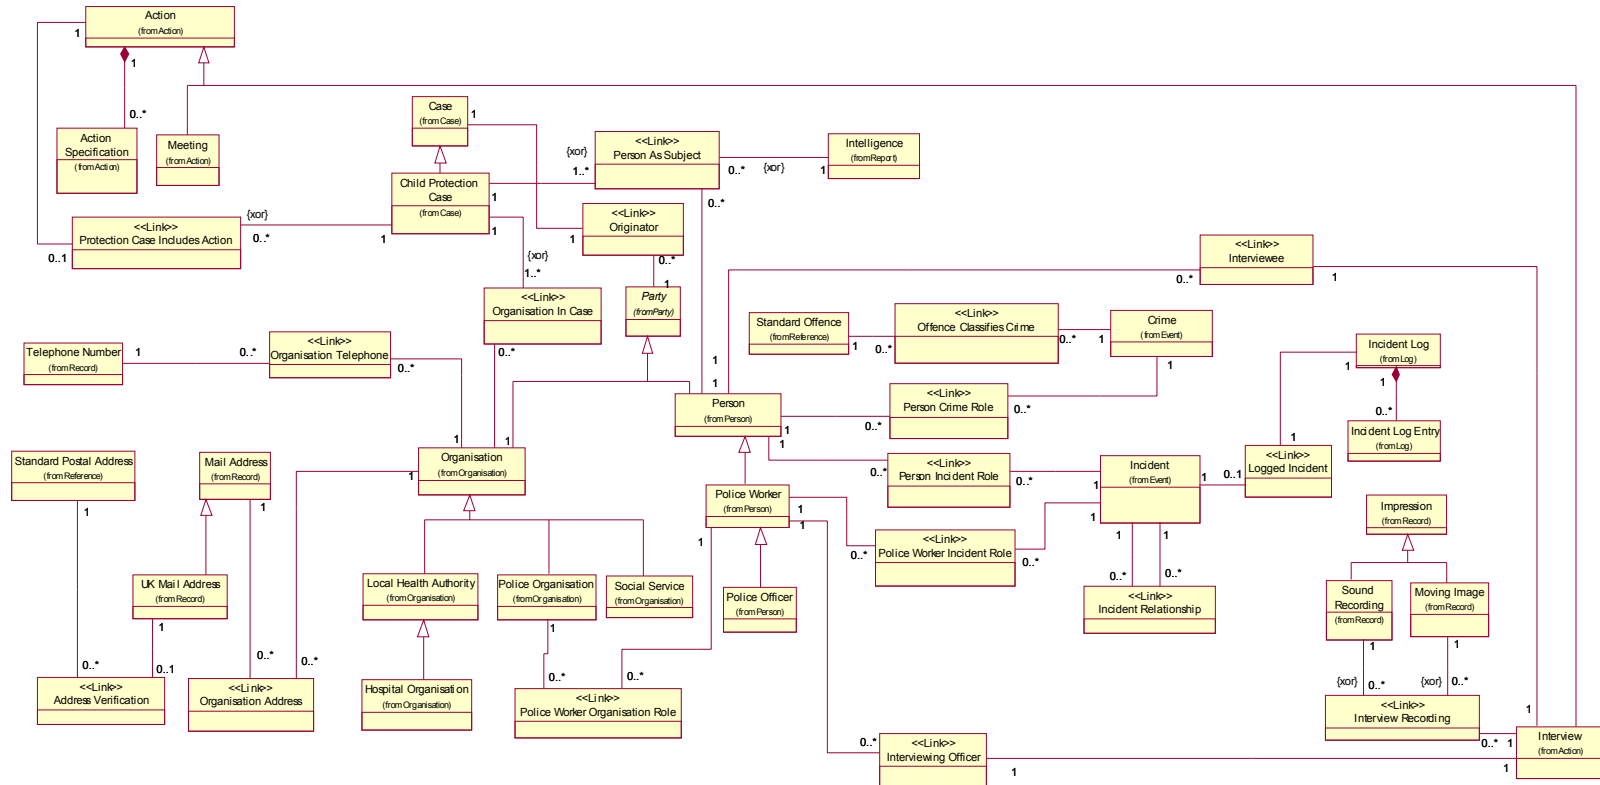 Action
(from Action)
1
1
0..*
Action
Specification
(from Action)
Meeting
(from Action)
Case
(from Case)
1
<<Link>>
Person As Subject
{xor}
1..*
0..*
{xor}
1
Intelligence
(from Report)
0..*
Child Protection
Case
(from Case)
1
1
1
<<Link>>
Protection Case Includes Action
{xor}
0..*
0..1
<<Link>>
Originator
1
0..*
{xor}
1..*
1
<<Link>>
Interviewee
0..*
1
<<Link>>
Organisation In Case
0..*
Party
(from Party)
Standard Offence
(from Reference)
1
0..*
<<Link>>
Offence Classifies Crime
0..*
1
Crime
(from Event)
1
Incident Log
(from Log)
1
1
0..*
Incident Log Entry
(from Log)
Telephone Number
(from Record)
1
0..*
<<Link>>
Organisation Telephone
0..*
1
1
1
1
Person
(from Person)
1
1
0..*
<<Link>>
Person Crime Role
0..*
Standard Postal Address
(from Reference)
1
Mail Address
(from Record)
1
Organisation
(from Organisation)
1
0..*
<<Link>>
Person Incident Role
0..*
Incident
(from Event)
1
1
1
1
1
0..1
<<Link>>
Logged Incident
1
Police Worker
(from Person)
1
1
1
Impression
(from Record)
0..*
<<Link>>
Police Worker Incident Role
0..*
UK Mail Address
(from Record)
1
Local Health Authority
(from Organisation)
Police Organisation
(from Organisation)
1
Social Service
(from Organisation)
Police Officer
(from Person)
0..*
0..*
<<Link>>
Incident Relationship
Sound
Recording
(from Record)
1
Moving Image
(from Record)
1
0..*
0..1
0..*
0..*
<<Link>>
Address Verification
<<Link>>
Organisation Address
Hospital Organisation
(from Organisation)
0..*
0..*
<<Link>>
Police Worker Organisation Role
{xor}
0..*
{xor}
0..*
<<Link>>
Interview Recording
0..*
1
1
Interview
(from Action)
0..*
<<Link>>
Interviewing Officer
1
1